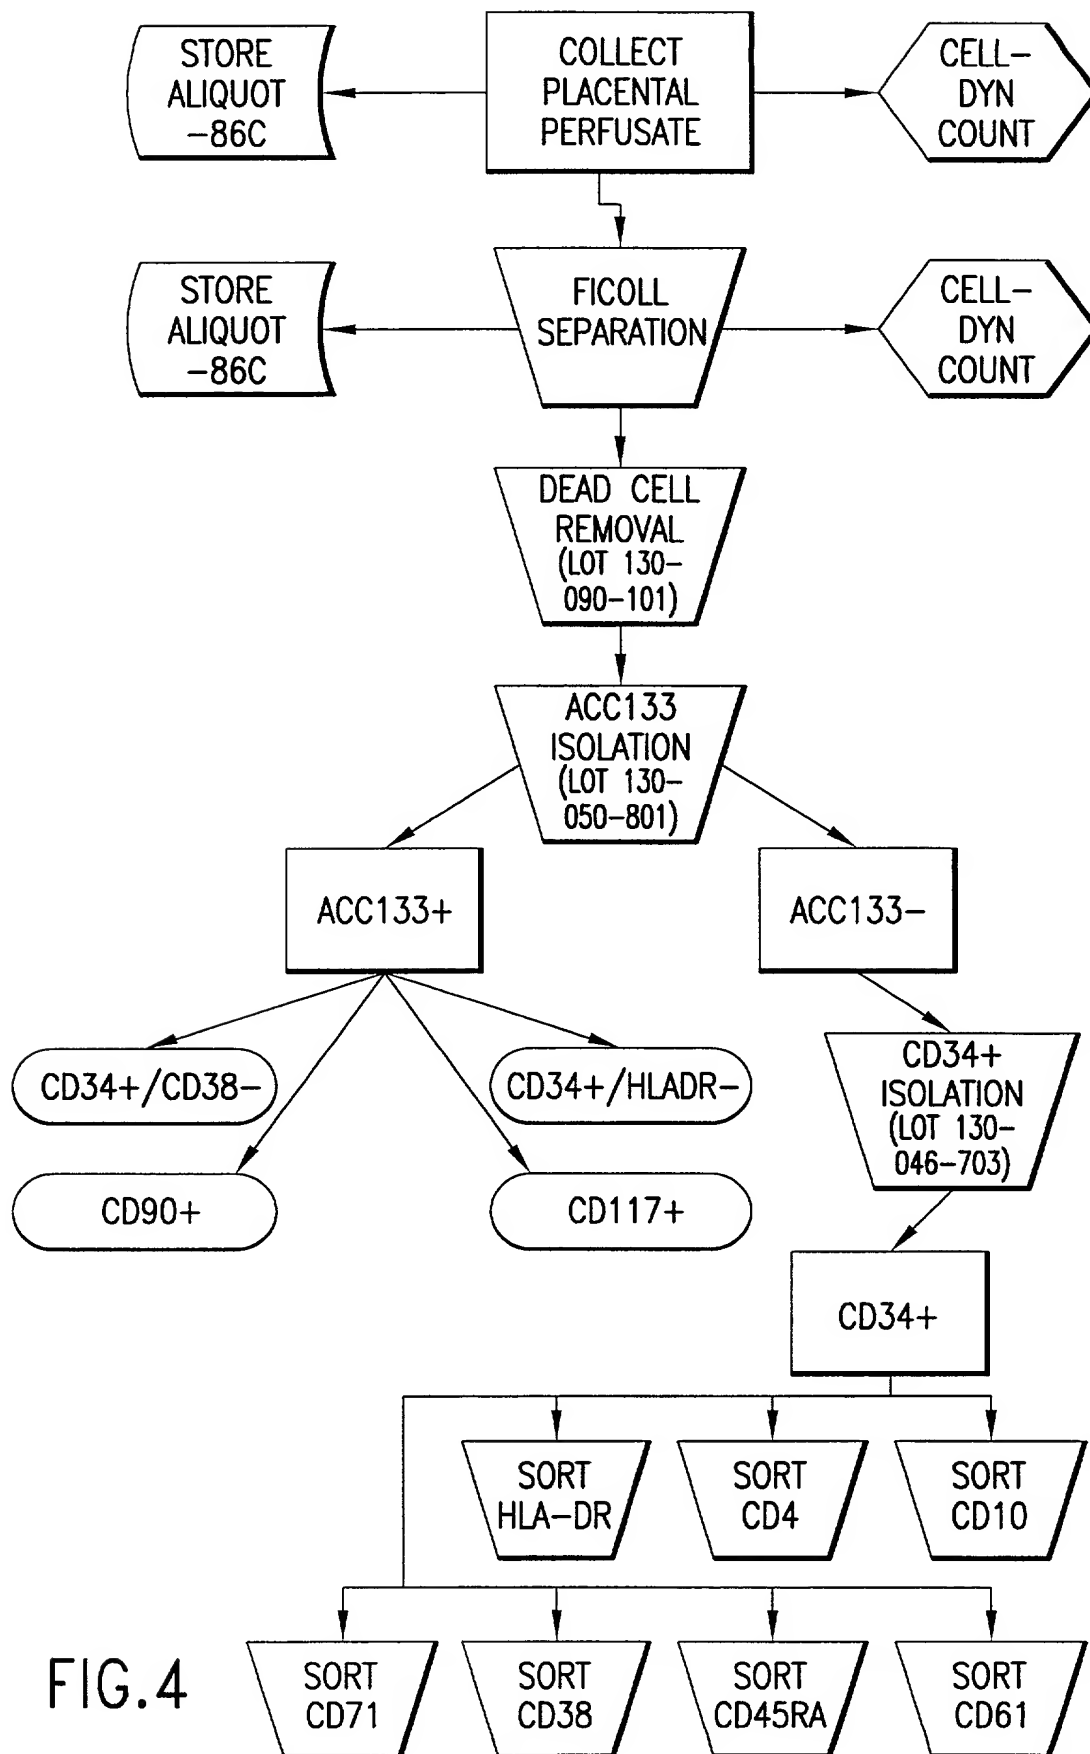 STORE
ALIQUOT
-86C
COLLECT
PLACENTAL
PERFUSATE
CELL-
DYN
COUNT
STORE
ALIQUOT
-86C
FICOLL
SEPARATION
CELL-
DYN
COUNT
DEAD CELL
REMOVAL
(LOT 130-
090-101)
ACC133
ISOLATION
(LOT 130-
050-801)
ACC133+
ACC133-
CD34+/CD38-
CD34+/HLADR-
CD34+
ISOLATION
(LOT 130-
046-703)
CD90+
CD117+
CD34+
SORT
HLA-DR
SORT
CD4
SORT
CD10
SORT
CD71
SORT
CD38
SORT
CD45RA
SORT
CD61
FIG.4